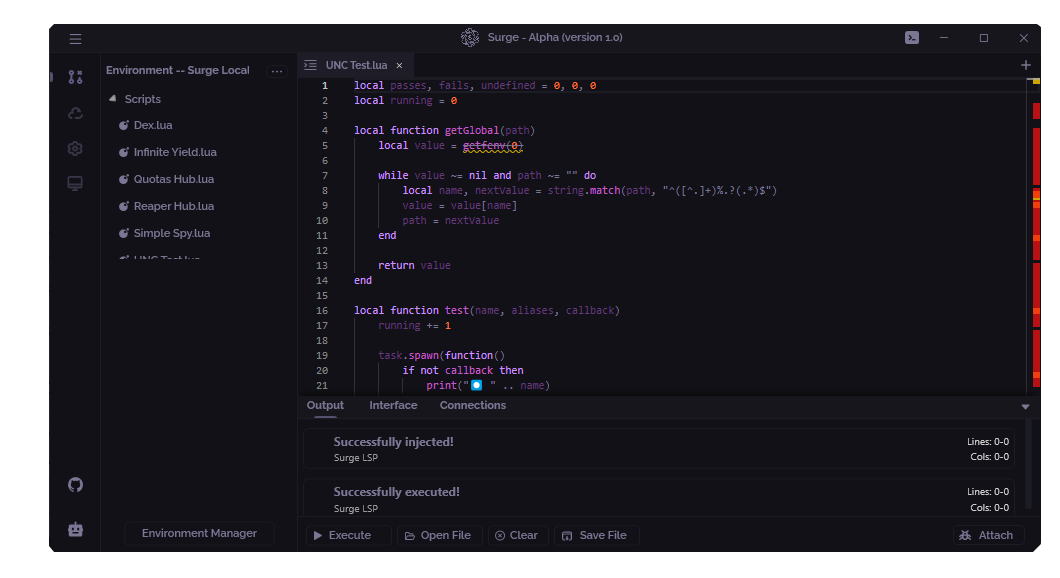 Surge - Alpha (version 1.0)
Environment -- Surge Local
...
Scripts
Dex.lua
Infinite Yield.lua
Quotas Hub.lua
Reaper Hub.lua
Simple Spy.lua
UNC Test.lua
Environment Manager
UNC Test.lua
1 local passes, fails, undefined = 0, 0, 0
2 local running = 0
3
4 local function getGlobal(path)
5 local value = getfenv(0)
6
7 while value ~= nil and path ~= "" do
8 local name, nextValue = string.match(path, "^([^.]+)%.?(.*)$")
9 value = value[name]
10 path = nextValue
11 end
12
13 return value
14 end
15
16 local function test(name, aliases, callback)
17 running += 1
18
19 task.spawn(function()
20 if not callback then
21 print("⏺️ " .. name)
Output Interface Connections
Successfully injected!
Surge LSP
Lines: 0-0
Cols: 0-0
Successfully executed!
Surge LSP
Lines: 0-0
Cols: 0-0
Execute Open File Clear Save File Attach